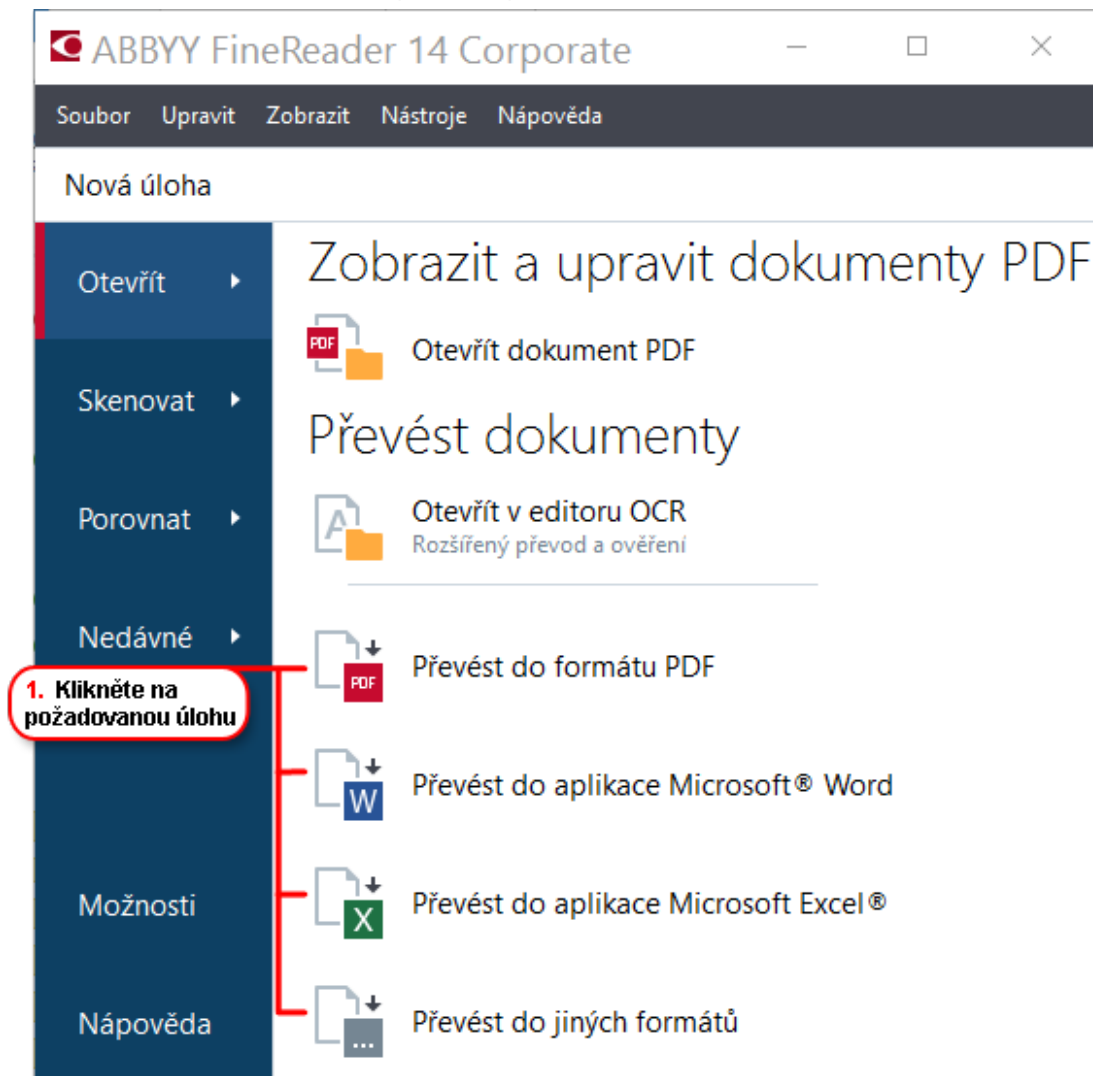 ABBYY FineReader 14 Corporate
Soubor Upravit Zobrazit Nástroje Nápověda
Nová úloha
Otevřít
Skenovat
Porovnat
Nedávné
1. Klikněte na
požadovanou úlohu
Možnosti
Nápověda
Zobrazit a upravit dokumenty PDF
PDF
Otevřít dokument PDF
Převést dokumenty
A
Otevřít v editoru OCR
Rozšířený převod a ověření
PDF
Převést do formátu PDF
W
Převést do aplikace Microsoft® Word
X
Převést do aplikace Microsoft Excel®
...
Převést do jiných formátů